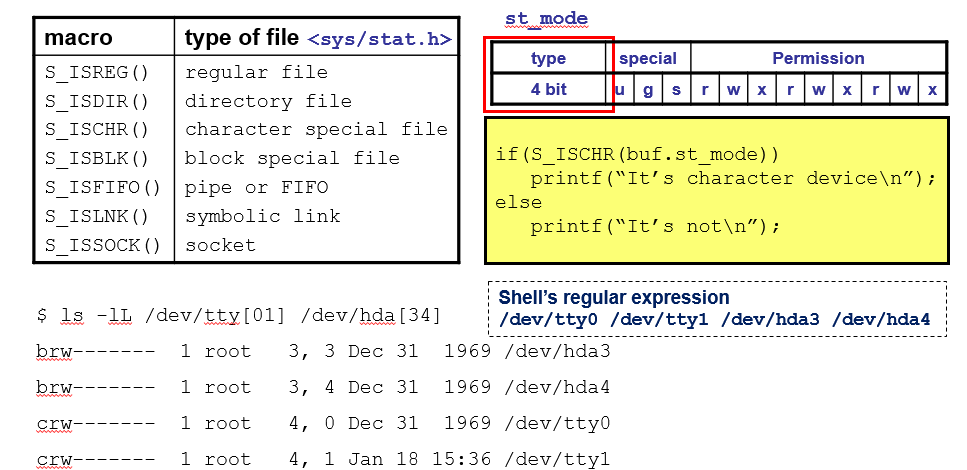 macro type of file <sys/stat.h>
S_ISREG() regular file
S_ISDIR() directory file
S_ISCHR() character special file
S_ISBLK() block special file
S_ISFIFO() pipe or FIFO
S_ISLNK() symbolic link
S_ISSOCK() socket
st_mode
type special Permission
4 bit u g s r w x r w x r w x
if(S_ISCHR(buf.st_mode))
printf(“It’s character device\n”);
else
printf(“It’s not\n”);
Shell’s regular expression
/dev/tty0 /dev/tty1 /dev/hda3 /dev/hda4
$ ls -lL /dev/tty[01] /dev/hda[34]
brw------- 1 root 3, 3 Dec 31 1969 /dev/hda3
brw------- 1 root 3, 4 Dec 31 1969 /dev/hda4
crw------- 1 root 4, 0 Dec 31 1969 /dev/tty0
crw------- 1 root 4, 1 Jan 18 15:36 /dev/tty1